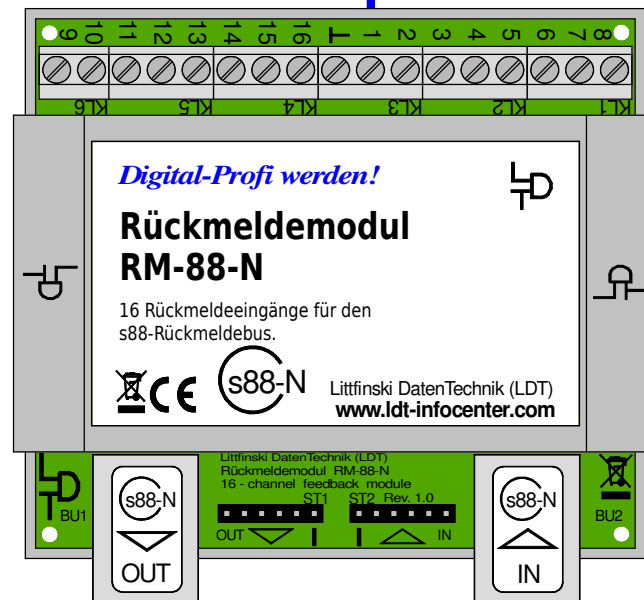 9 10 11 12 13 14 15 16 ⊥ 1 2 3 4 5 6 7 8
KL6 KL5 KL4 KL3 KL2 KL1
Digital-Profi werden!
LDT
Rückmeldemodul
RM-88-N
16 Rückmeldeeingänge für den
s88-Rückmeldebus.
CE s88-N
Littfinski DatenTechnik (LDT)
www.ldt-infocenter.com
Littfinski DatenTechnik (LDT)
Rückmeldemodul RM-88-N
16 - channel feedback module
ST1 ST2 Rev. 1.0
BU1 s88-N OUT
OUT IN
s88-N IN BU2